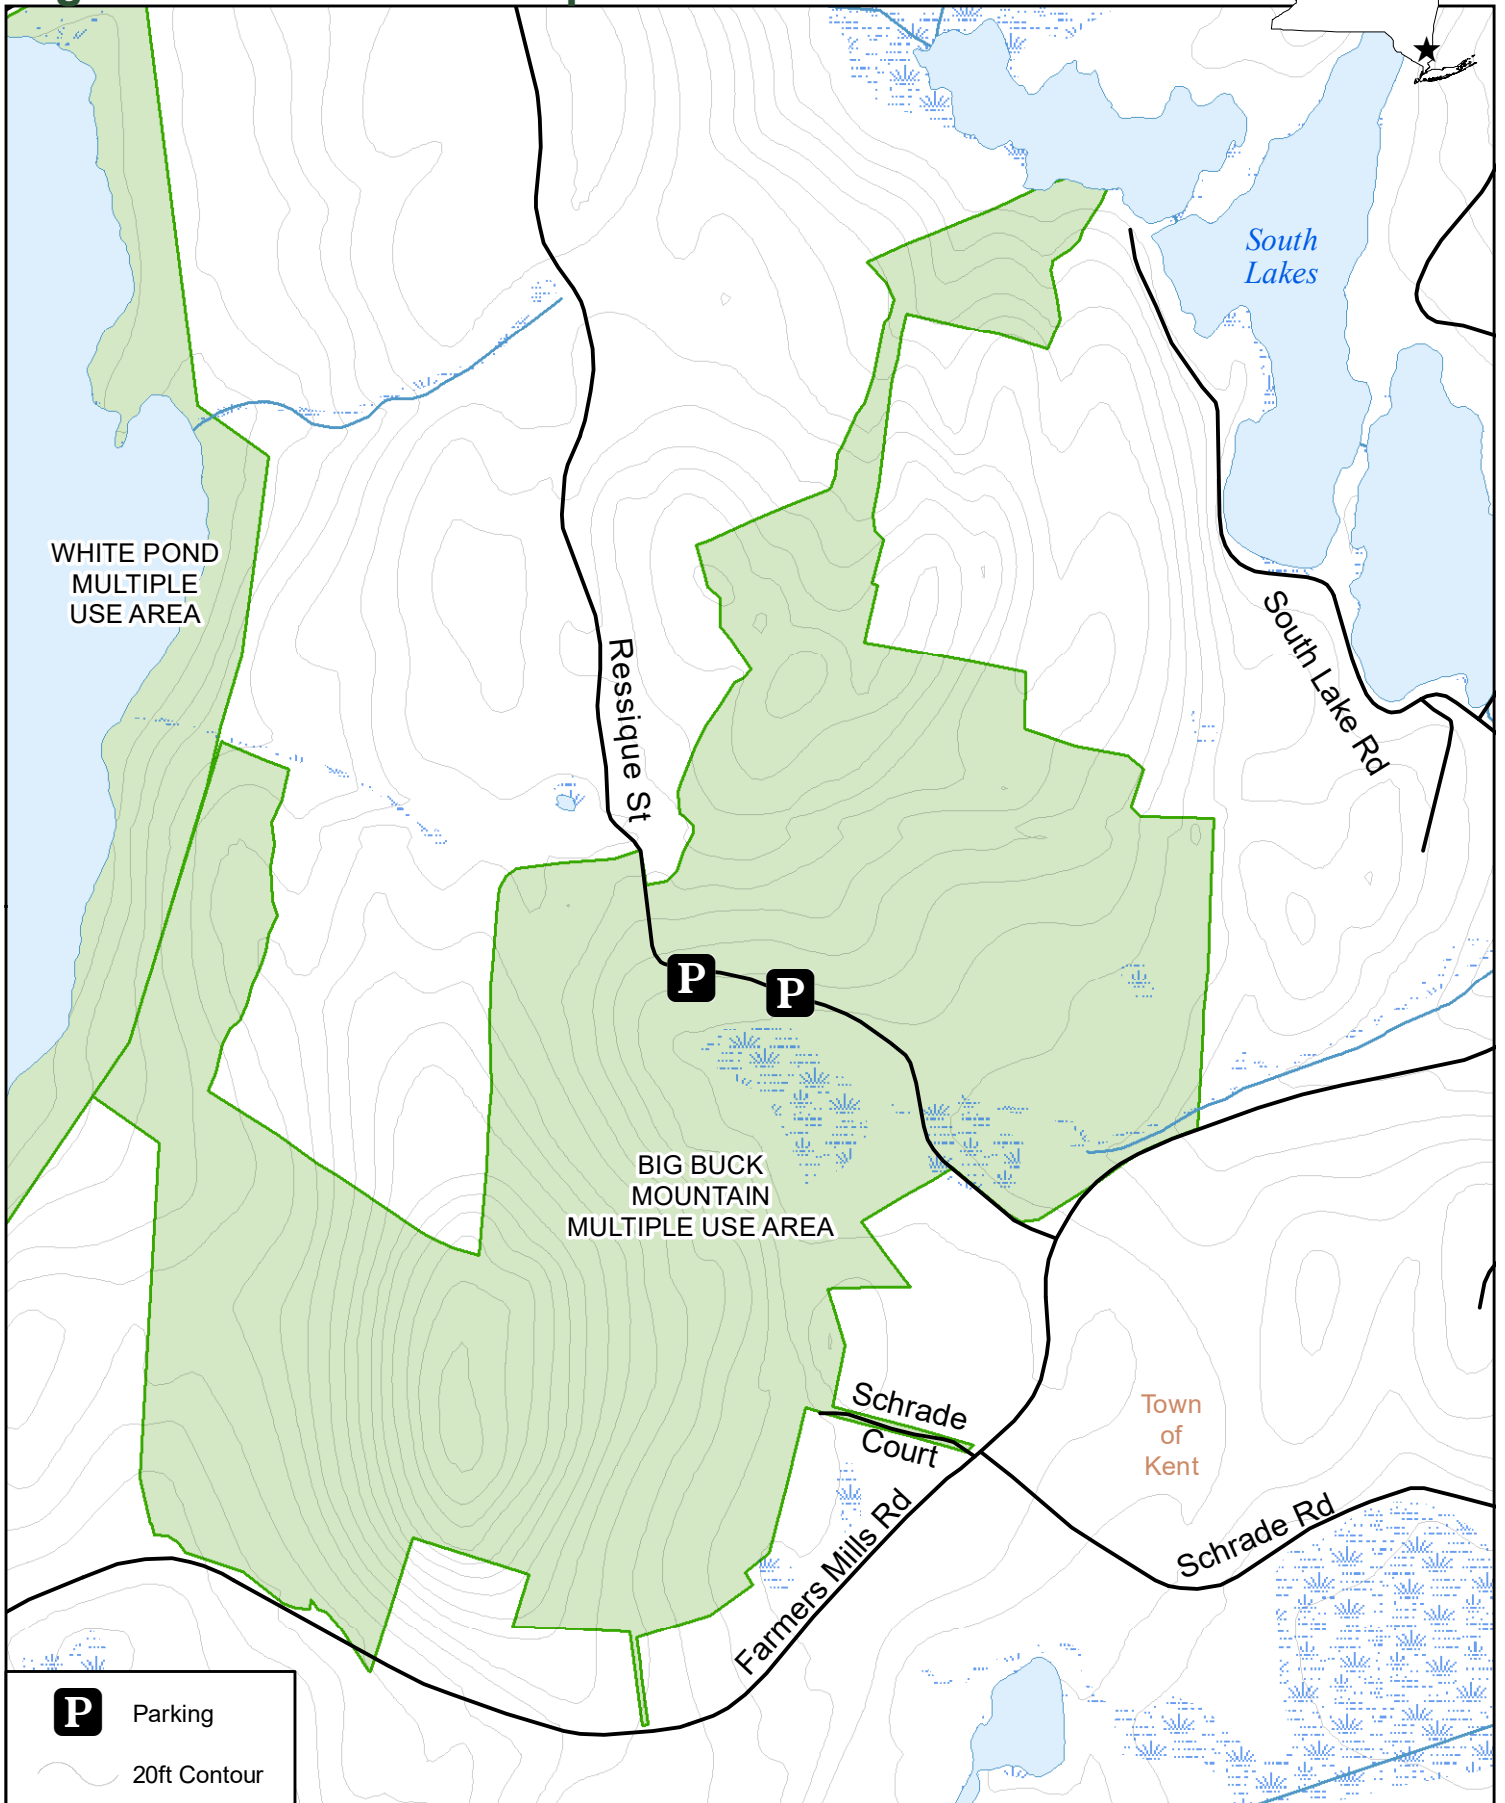 South
Lakes
WHITE POND
MULTIPLE
USE AREA
Ressique St
South Lake Rd
P
P
BIG BUCK
MOUNTAIN
MULTIPLE USE AREA
Schrade
Court
Town
of
Kent
Farmers Mills Rd
Schrade Rd
P Parking
20ft Contour